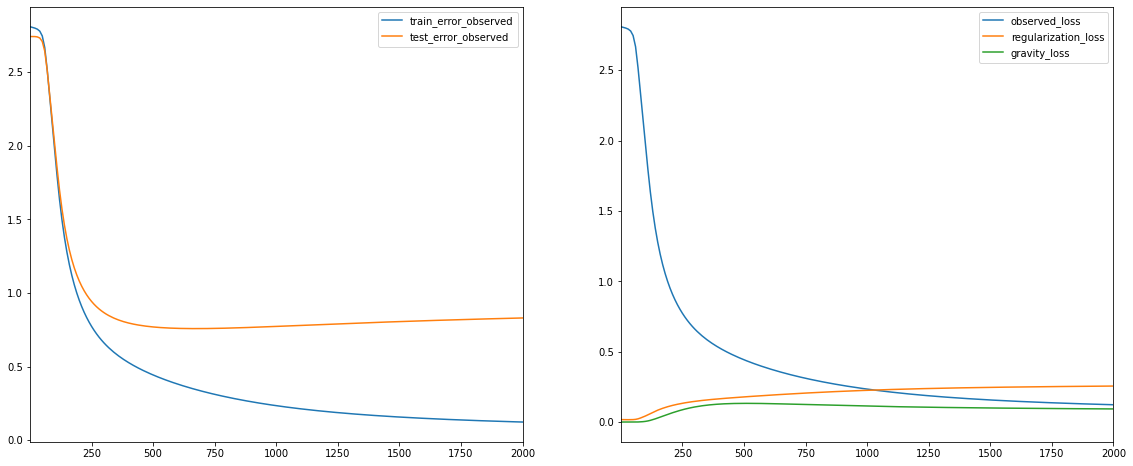 train_error_observed
test_error_observed
2.5
2.0
1.5
1.0
0.5
0.0
250 500 750 1000 1250 1500 1750 2000
observed_loss
regularization_loss
gravity_loss
2.5
2.0
1.5
1.0
0.5
0.0
250 500 750 1000 1250 1500 1750 2000